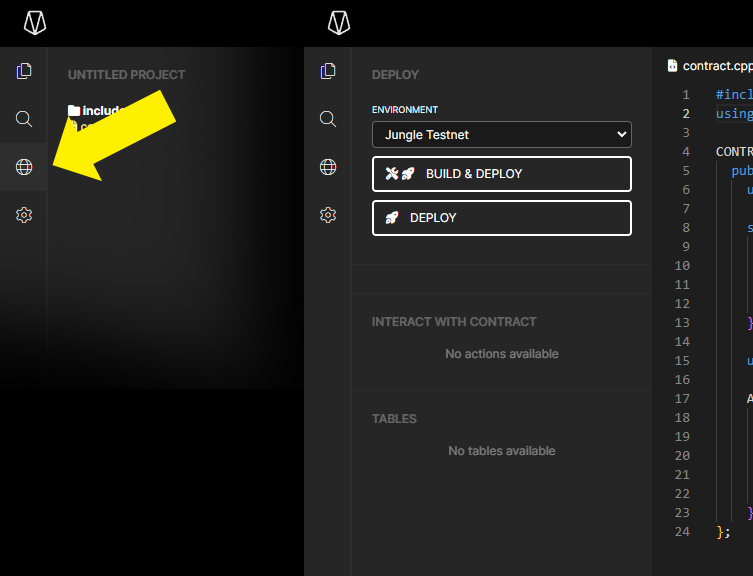 UNTITLED PROJECT
include
DEPLOY
ENVIRONMENT
Jungle Testnet
BUILD & DEPLOY
DEPLOY
INTERACT WITH CONTRACT
No actions available
TABLES
No tables available
contract.cpp
1 #incl
2 using
3
4 CONTR
5 pub
6 u
7
8 s
9
10
11
12
13 }
14
15 u
16
17 A
18
19
20
21
22
23 }
24 };